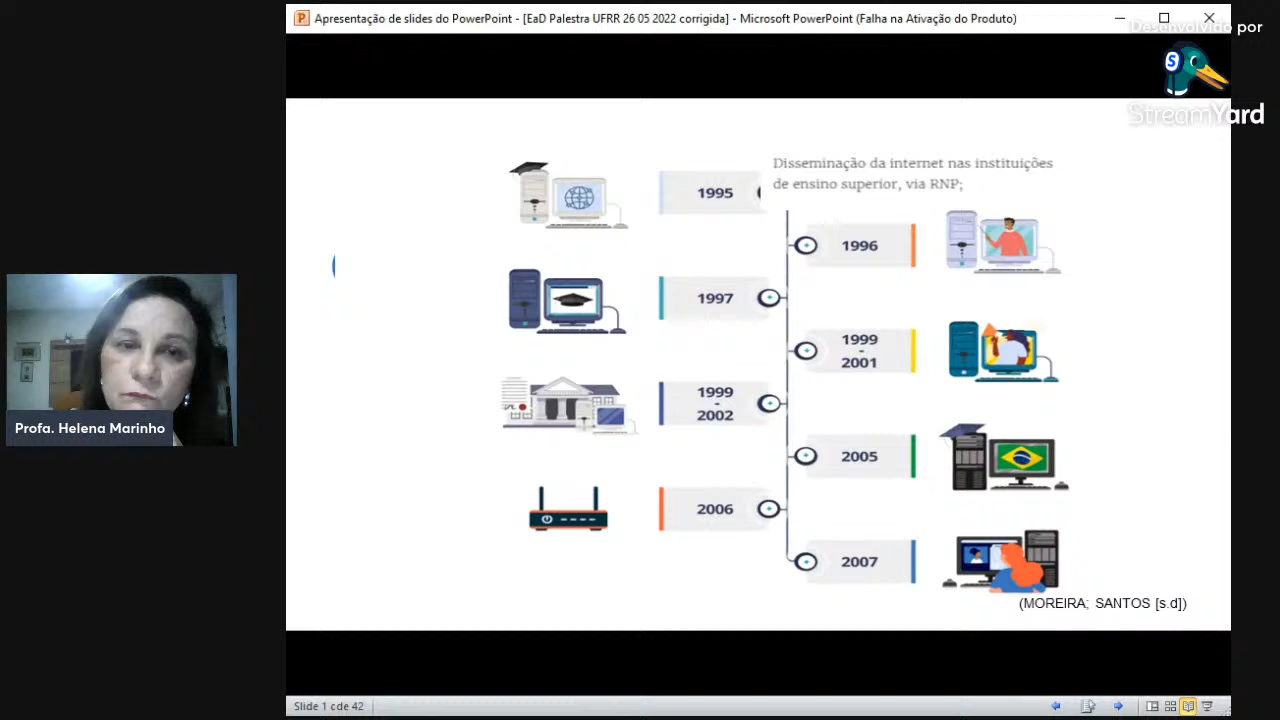 Apresentação de slides do PowerPoint - [EaD Palestra UFRR 26 05 2022 corrigida] - Microsoft PowerPoint (Falha na Ativação do Produto)
Desenvolvido por
S
StreamYard
Disseminação da internet nas instituições
de ensino superior, via RNP;
1995
1996
1997
1999
-
2001
1999
-
2002
2005
2006
2007
(MOREIRA; SANTOS [s.d])
Profa. Helena Marinho
Slide 1 cde 42